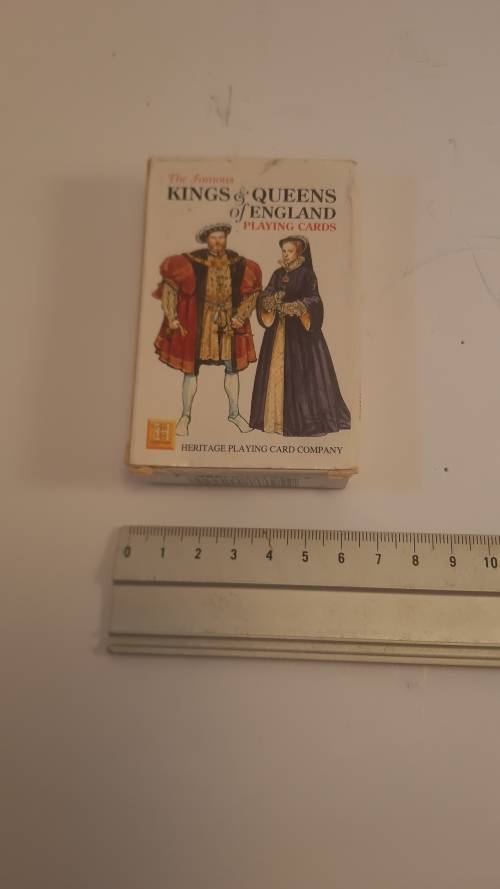 The Famous
KINGS & QUEENS
of ENGLAND
PLAYING CARDS
HERITAGE PLAYING CARD COMPANY
0 1 2 3 4 5 6 7 8 9 10